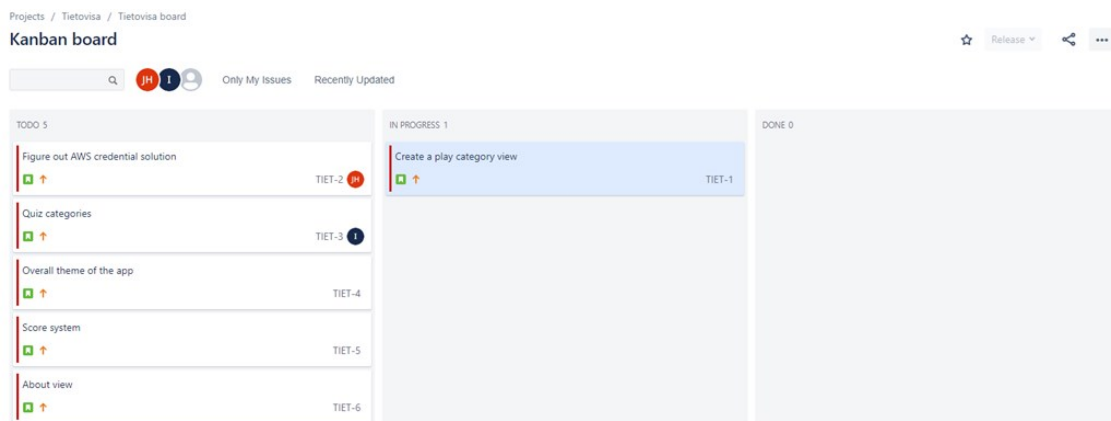 Projects / Tietovisa / Tietovisa board
Kanban board
Release
JH I Only My Issues Recently Updated
TODO 5
Figure out AWS credential solution
TIET-2 JH
Quiz categories
TIET-3 I
Overall theme of the app
TIET-4
Score system
TIET-5
About view
TIET-6
IN PROGRESS 1
Create a play category view
TIET-1
DONE 0